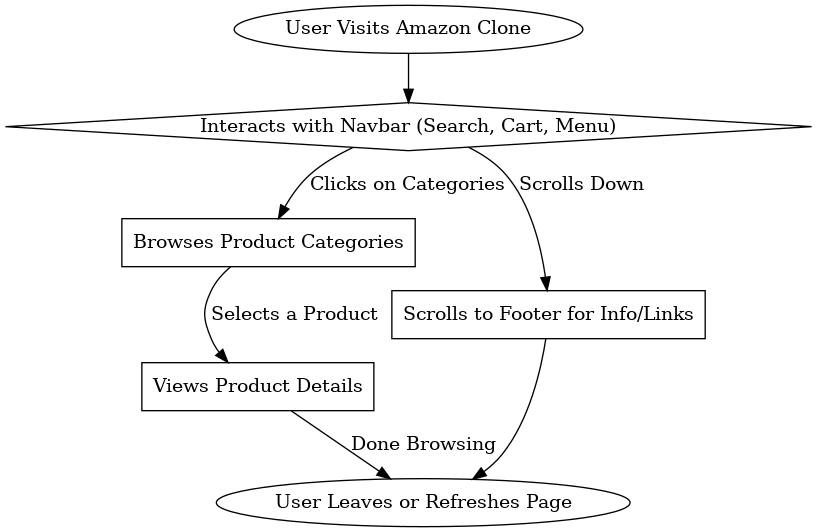 User Visits Amazon Clone
Interacts with Navbar (Search, Cart, Menu)
Clicks on Categories
Scrolls Down
Browses Product Categories
Selects a Product
Scrolls to Footer for Info/Links
Views Product Details
Done Browsing
User Leaves or Refreshes Page